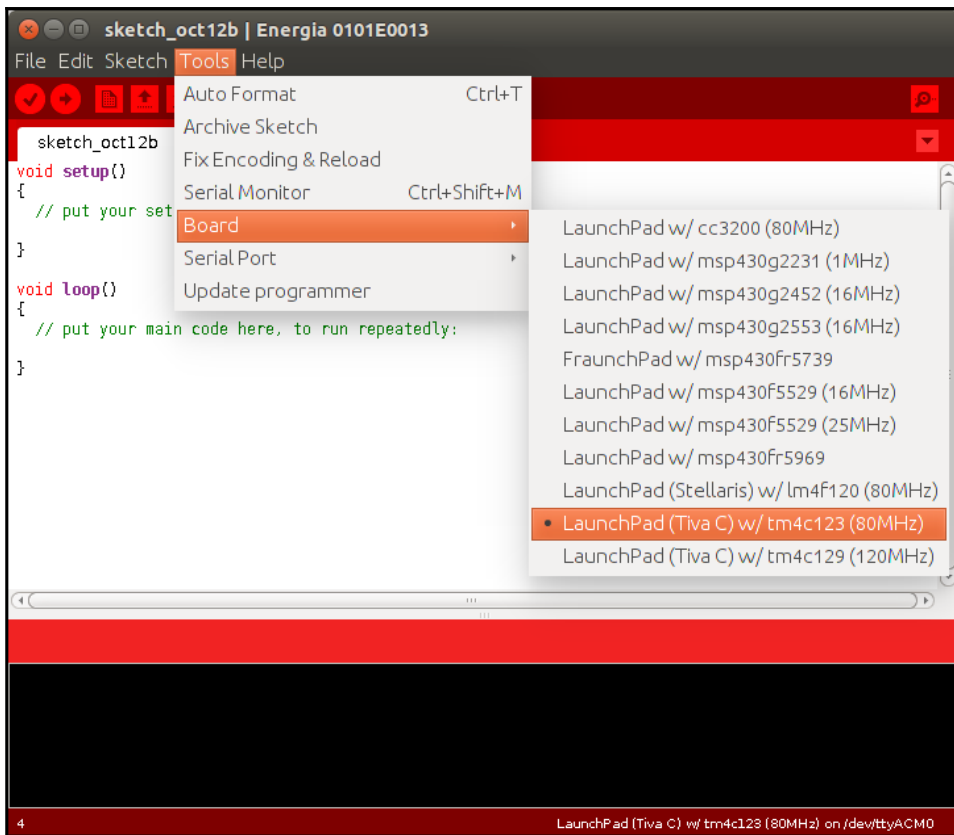 sketch_oct12b | Energia 0101E0013
File Edit Sketch Tools Help
Auto Format Ctrl+T
Archive Sketch
Fix Encoding & Reload
Serial Monitor Ctrl+Shift+M
Board
Serial Port
Update programmer
sketch_oct12b
void setup()
{
// put your set
}
void loop()
{
// put your main code here, to run repeatedly:
}
LaunchPad w/ cc3200 (80MHz)
LaunchPad w/ msp430g2231 (1MHz)
LaunchPad w/ msp430g2452 (16MHz)
LaunchPad w/ msp430g2553 (16MHz)
FraunchPad w/ msp430fr5739
LaunchPad w/ msp430f5529 (16MHz)
LaunchPad w/ msp430f5529 (25MHz)
LaunchPad w/ msp430fr5969
LaunchPad (Stellaris) w/ lm4f120 (80MHz)
LaunchPad (Tiva C) w/ tm4c123 (80MHz)
LaunchPad (Tiva C) w/ tm4c129 (120MHz)
4 LaunchPad (Tiva C) w/ tm4c123 (80MHz) on /dev/ttyACM0